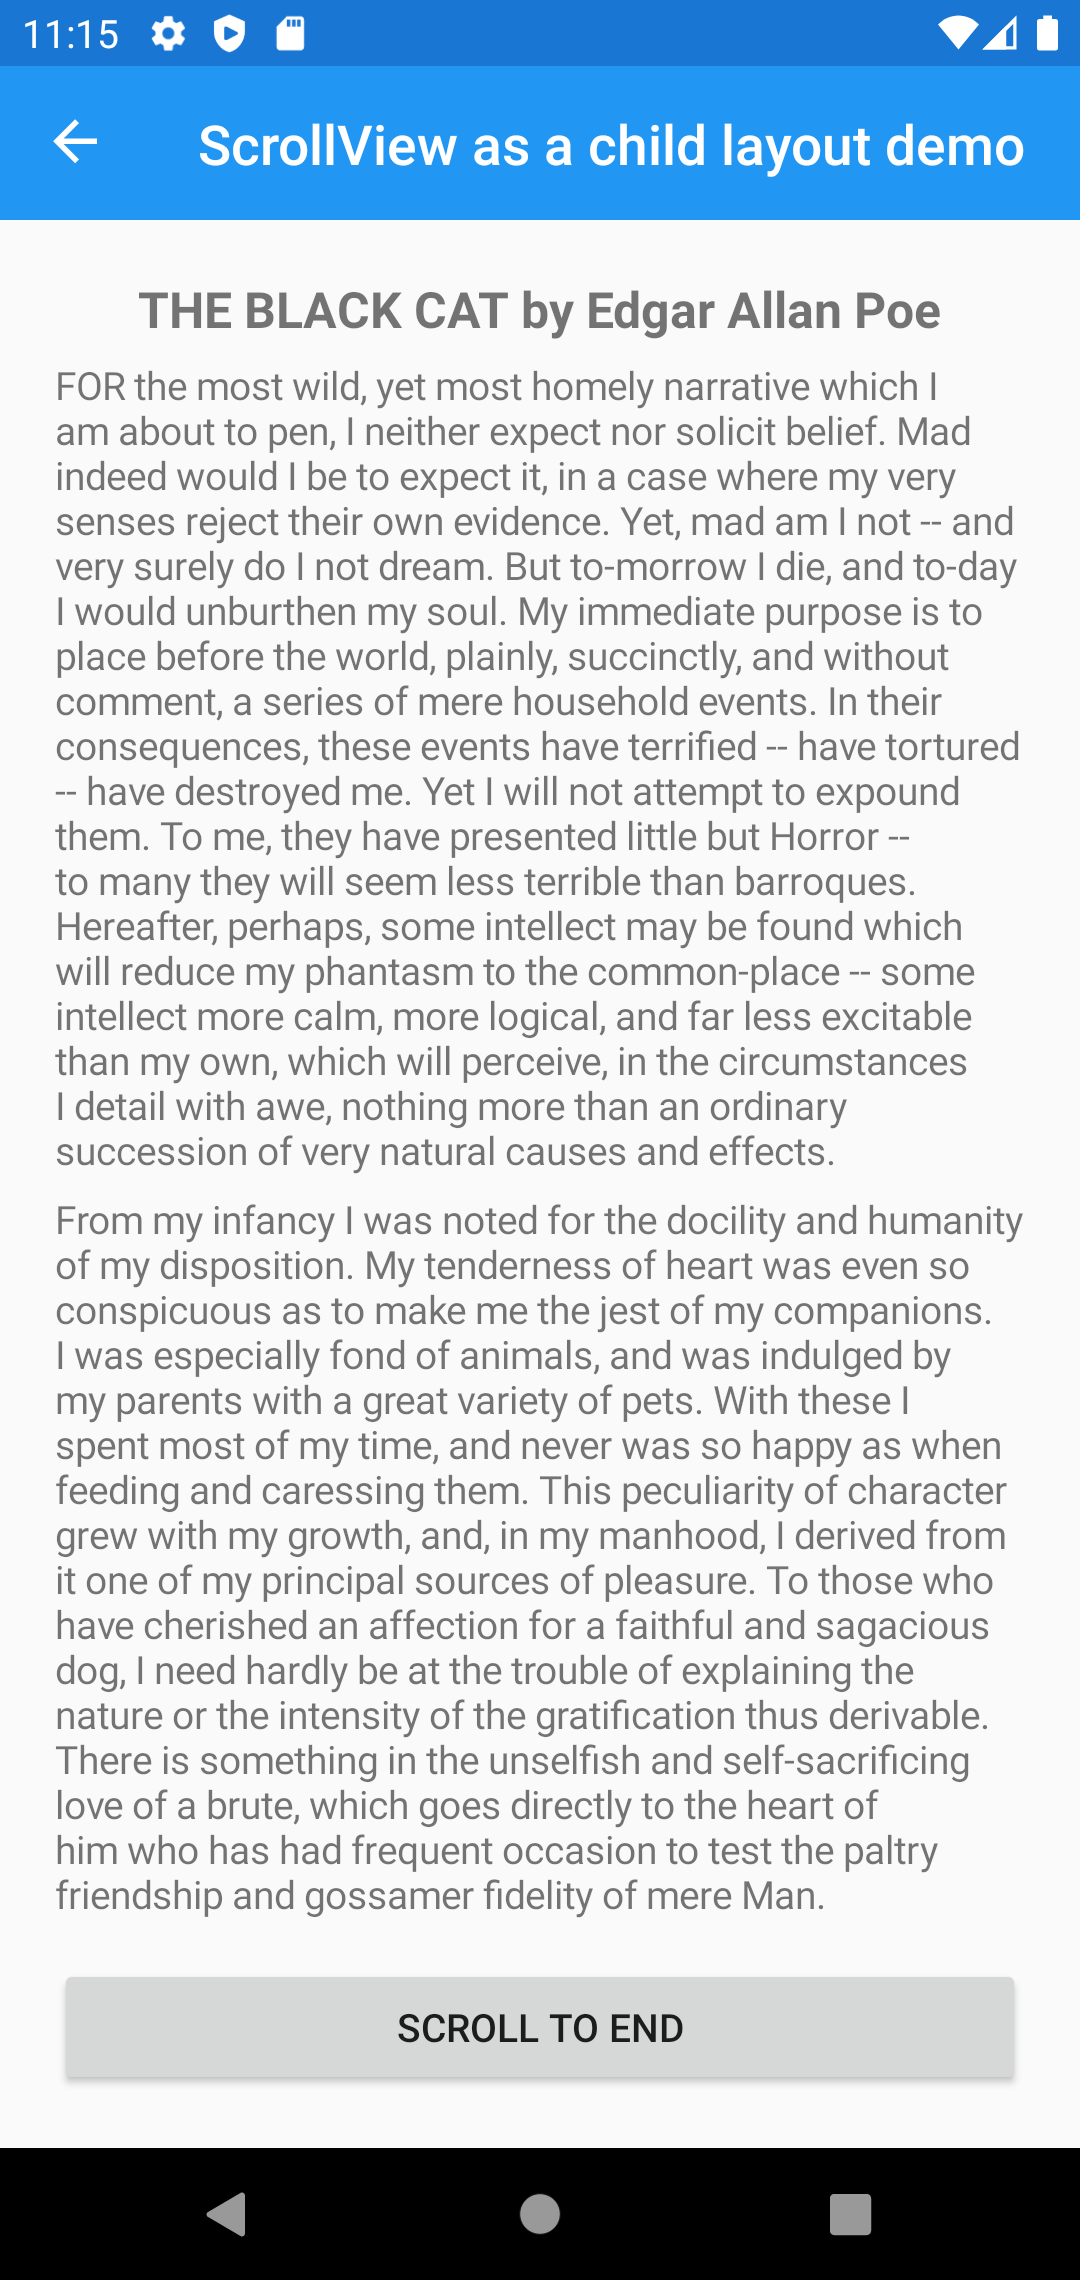 11:15
ScrollView as a child layout demo
THE BLACK CAT by Edgar Allan Poe
FOR the most wild, yet most homely narrative which I
am about to pen, I neither expect nor solicit belief. Mad
indeed would I be to expect it, in a case where my very
senses reject their own evidence. Yet, mad am I not -- and
very surely do I not dream. But to-morrow I die, and to-day
I would unburthen my soul. My immediate purpose is to
place before the world, plainly, succinctly, and without
comment, a series of mere household events. In their
consequences, these events have terrified -- have tortured
-- have destroyed me. Yet I will not attempt to expound
them. To me, they have presented little but Horror --
to many they will seem less terrible than barroques.
Hereafter, perhaps, some intellect may be found which
will reduce my phantasm to the common-place -- some
intellect more calm, more logical, and far less excitable
than my own, which will perceive, in the circumstances
I detail with awe, nothing more than an ordinary
succession of very natural causes and effects.
From my infancy I was noted for the docility and humanity
of my disposition. My tenderness of heart was even so
conspicuous as to make me the jest of my companions.
I was especially fond of animals, and was indulged by
my parents with a great variety of pets. With these I
spent most of my time, and never was so happy as when
feeding and caressing them. This peculiarity of character
grew with my growth, and, in my manhood, I derived from
it one of my principal sources of pleasure. To those who
have cherished an affection for a faithful and sagacious
dog, I need hardly be at the trouble of explaining the
nature or the intensity of the gratification thus derivable.
There is something in the unselfish and self-sacrificing
love of a brute, which goes directly to the heart of
him who has had frequent occasion to test the paltry
friendship and gossamer fidelity of mere Man.
SCROLL TO END